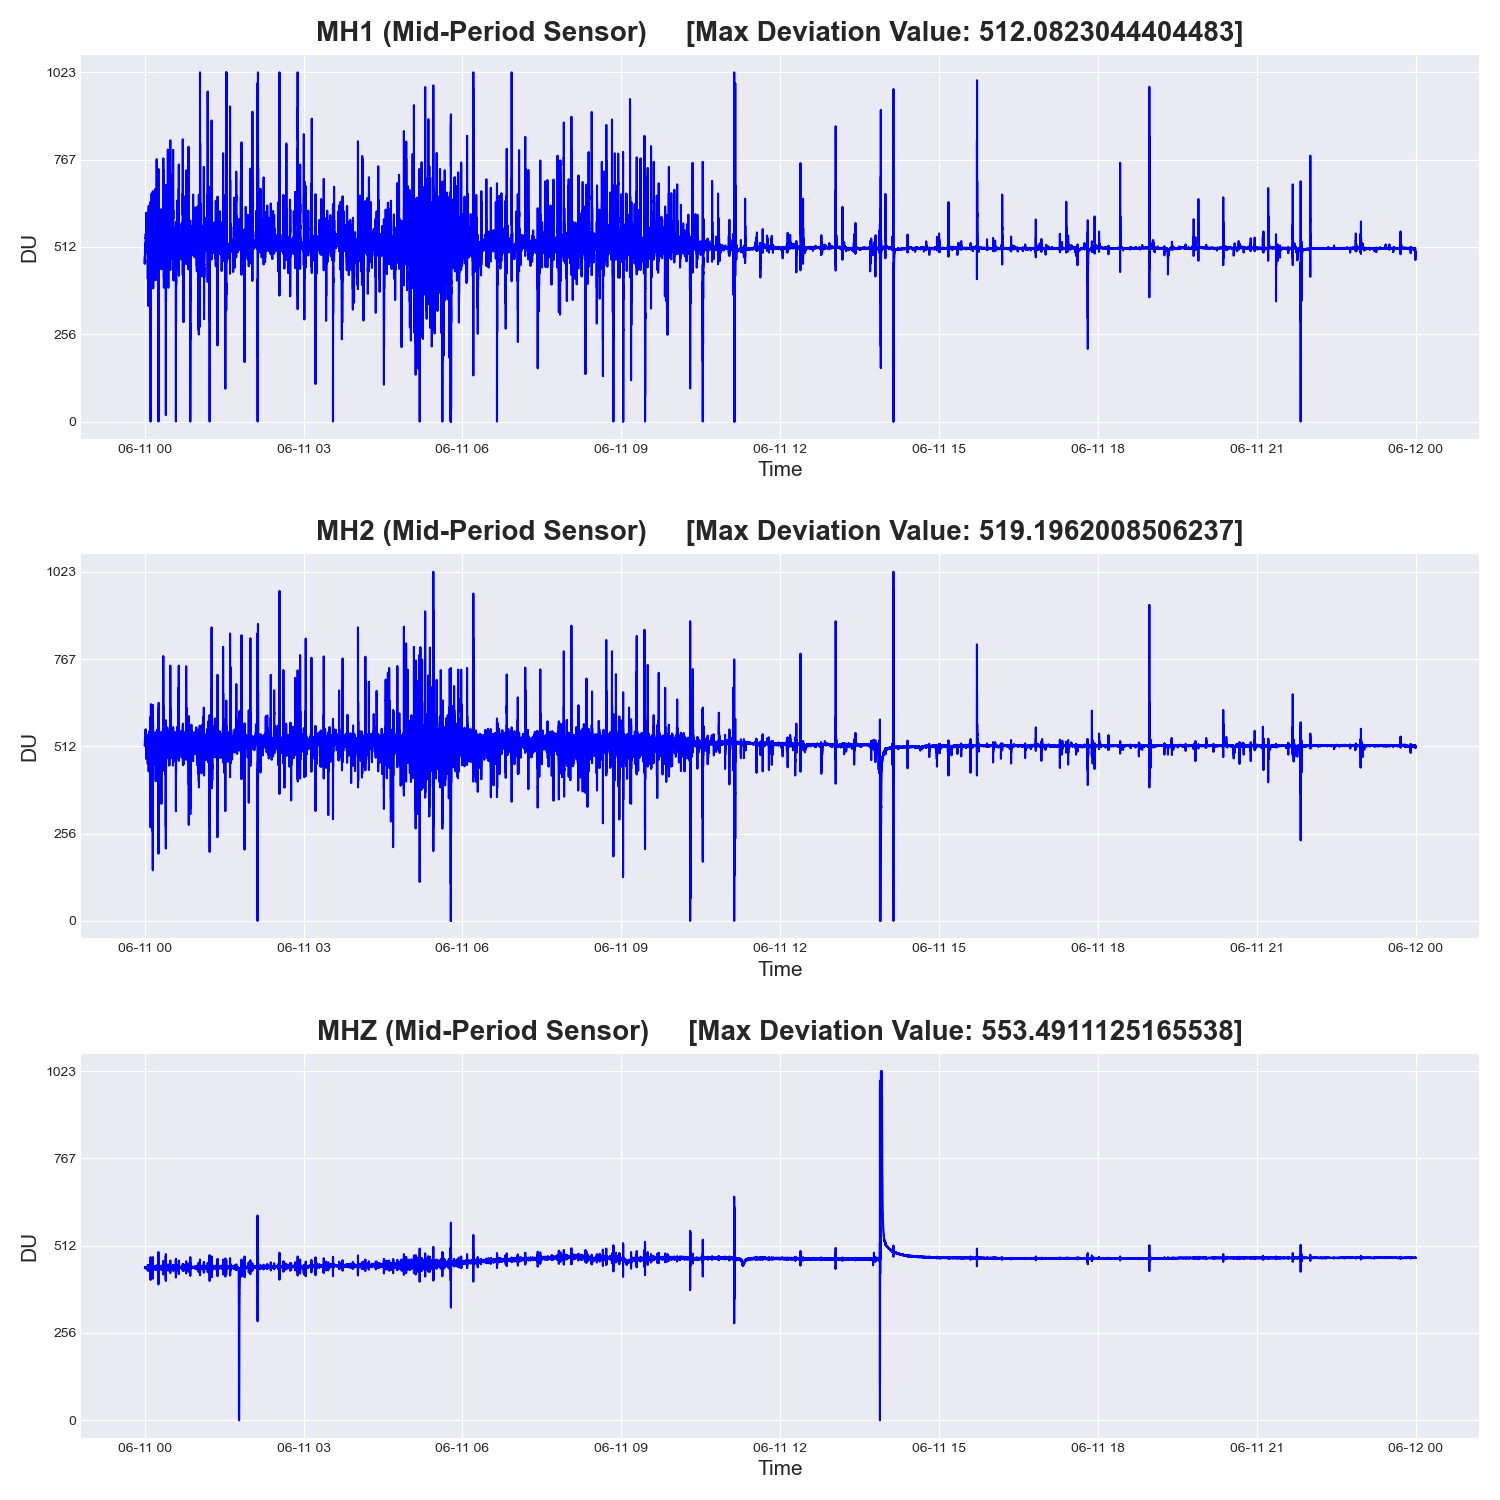 MH1 (Mid-Period Sensor) [Max Deviation Value: 512.0823044404483]
1023
767
512
256
0
DU
06-11 00 06-11 03 06-11 06 06-11 09 06-11 12 06-11 15 06-11 18 06-11 21 06-12 00
Time
MH2 (Mid-Period Sensor) [Max Deviation Value: 519.1962008506237]
1023
767
512
256
0
DU
06-11 00 06-11 03 06-11 06 06-11 09 06-11 12 06-11 15 06-11 18 06-11 21 06-12 00
Time
MHZ (Mid-Period Sensor) [Max Deviation Value: 553.4911125165538]
1023
767
512
256
0
DU
06-11 00 06-11 03 06-11 06 06-11 09 06-11 12 06-11 15 06-11 18 06-11 21 06-12 00
Time